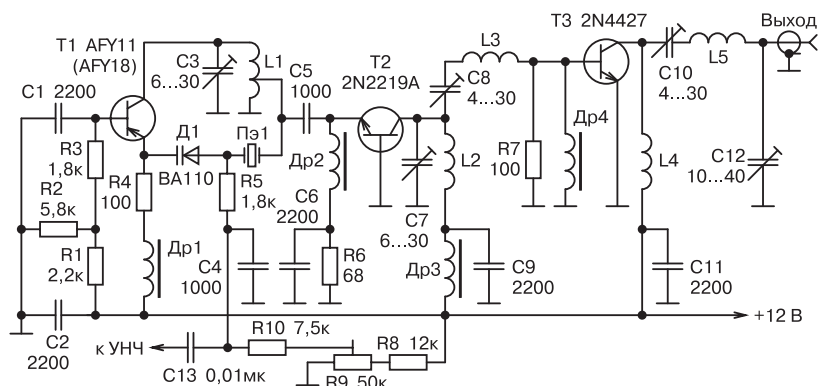 T1 AFY11
(AFY18)
C3
6...30
L1
C5
1000
T2
2N2219A
L3
T3 2N4427
C8
4...30
C10
4...30
L5
Выход
C1 2200
R3
1,8к
R2
5,8к
R4
100
Д1
BA110
Пэ1
R5
1,8к
Др2
C6
2200
C7
6...30
L2
R7
100
Др4
L4
C12
10...40
R1
2,2к
Др1
C4
1000
R6
68
Др3
C9
2200
C11
2200
C2
2200
+12 В
к УНЧ
C13 0,01мк
R10 7,5к
R8 12к
R9 50к